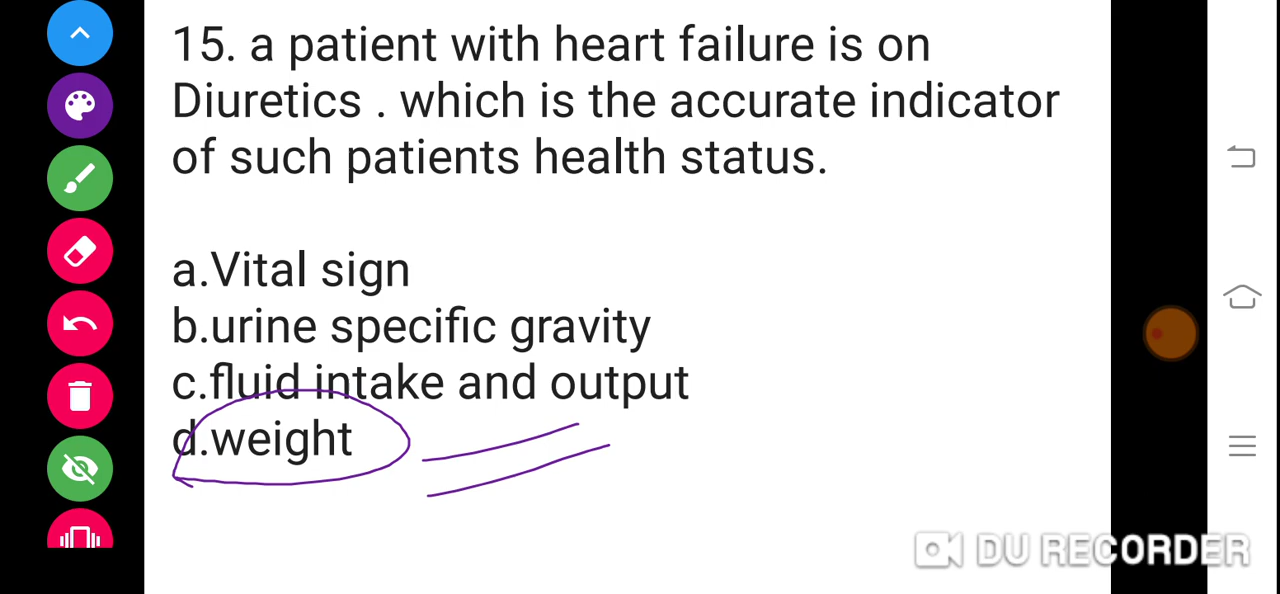 15. a patient with heart failure is on
Diuretics . which is the accurate indicator
of such patients health status.
a.Vital sign
b.urine specific gravity
c.fluid intake and output
d.weight
DU RECORDER